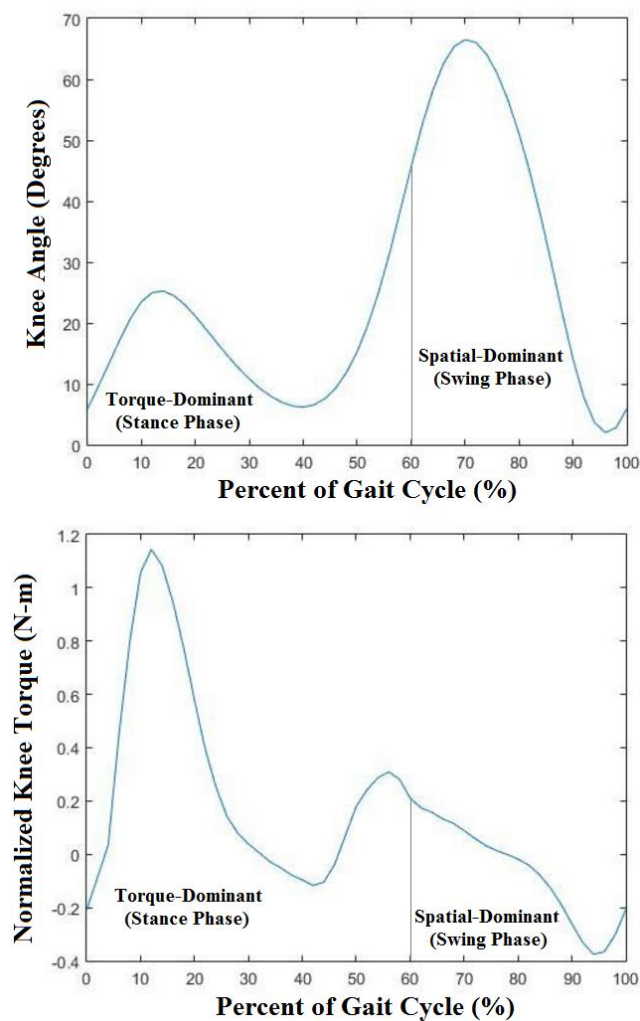 70
60
50
40
30
20
10
0
Knee Angle (Degrees)
Torque-Dominant
(Stance Phase)
Spatial-Dominant
(Swing Phase)
0 10 20 30 40 50 60 70 80 90 100
Percent of Gait Cycle (%)
1.2
1
0.8
0.6
0.4
0.2
0
-0.2
-0.4
Normalized Knee Torque (N-m)
Torque-Dominant
(Stance Phase)
Spatial-Dominant
(Swing Phase)
0 10 20 30 40 50 60 70 80 90 100
Percent of Gait Cycle (%)